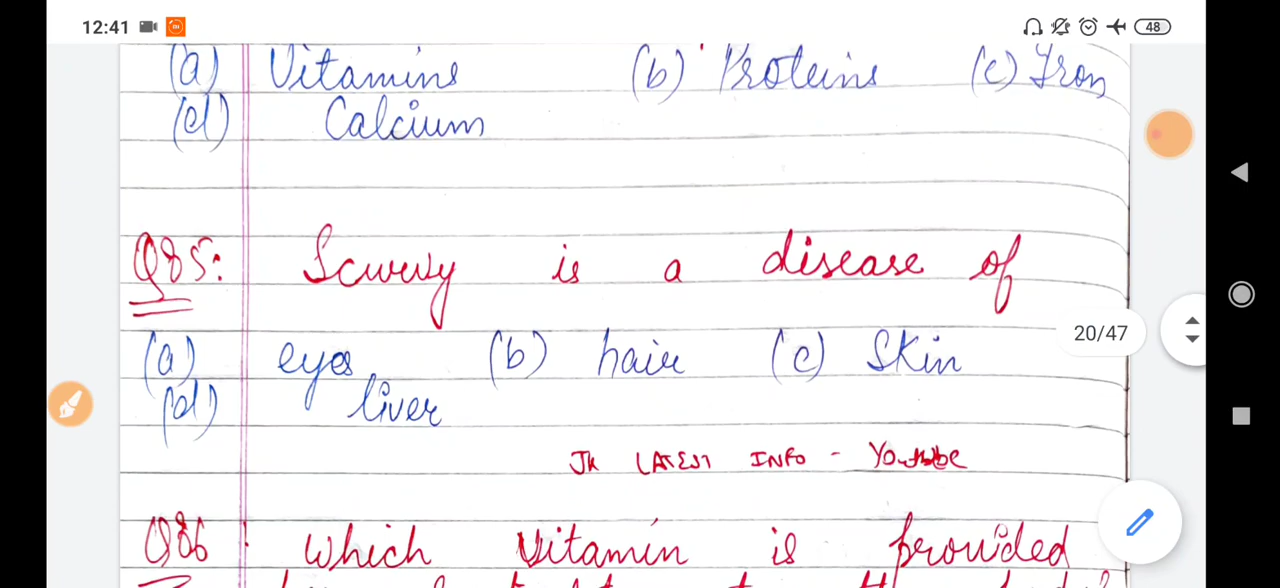 12:41
48
(a) Vitamins (b) Proteins (c) Iron
(d) Calcium
Q85: Scurvy is a disease of
20/47
(a) eyes (b) hair (c) Skin
(d) liver
JK LATEST INFO - Youtube
Q86: Which vitamin is provided